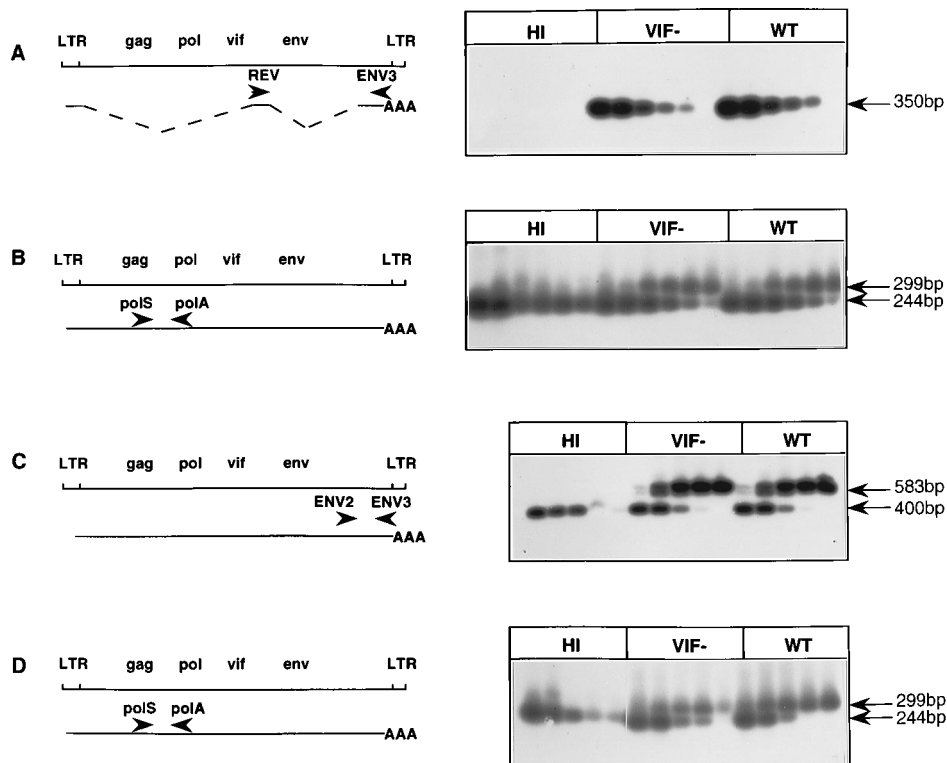 A
LTR gag pol vif env LTR
REV ENV3
AAA
HI VIF- WT
350bp
B
LTR gag pol vif env LTR
polS polA
AAA
HI VIF- WT
299bp
244bp
C
LTR gag pol vif env LTR
ENV2 ENV3
AAA
HI VIF- WT
583bp
400bp
D
LTR gag pol vif env LTR
polS polA
AAA
HI VIF- WT
299bp
244bp